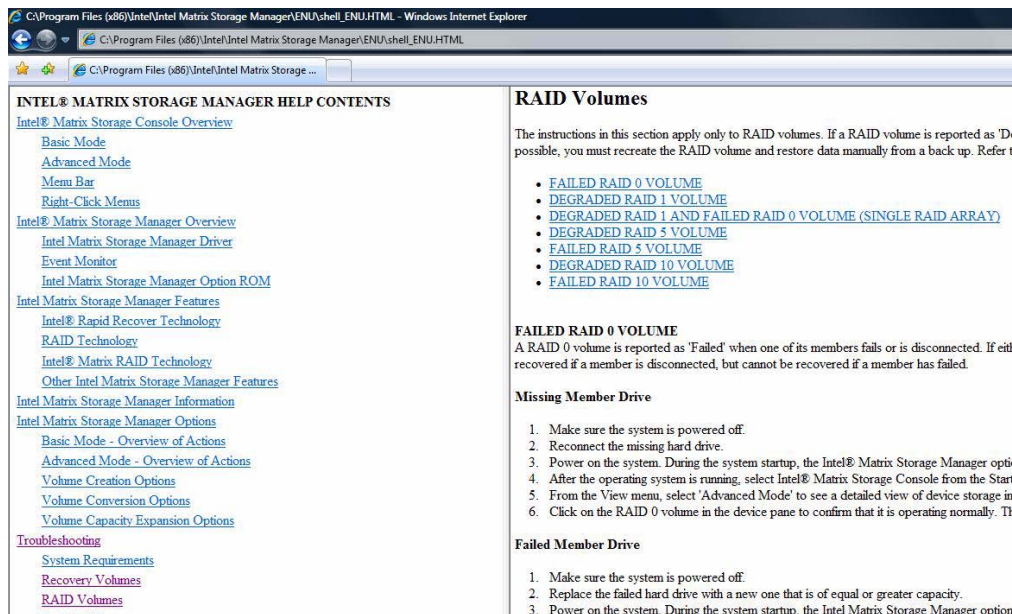 C:\Program Files (x86)\Intel\Intel Matrix Storage Manager\ENU\shell_ENU.HTML - Windows Internet Explorer
C:\Program Files (x86)\Intel\Intel Matrix Storage Manager\ENU\shell_ENU.HTML
C:\Program Files (x86)\Intel\Intel Matrix Storage ...
INTEL® MATRIX STORAGE MANAGER HELP CONTENTS
Intel® Matrix Storage Console Overview
Basic Mode
Advanced Mode
Menu Bar
Right-Click Menus
Intel® Matrix Storage Manager Overview
Intel Matrix Storage Manager Driver
Event Monitor
Intel Matrix Storage Manager Option ROM
Intel Matrix Storage Manager Features
Intel® Rapid Recover Technology
RAID Technology
Intel® Matrix RAID Technology
Other Intel Matrix Storage Manager Features
Intel Matrix Storage Manager Information
Intel Matrix Storage Manager Options
Basic Mode - Overview of Actions
Advanced Mode - Overview of Actions
Volume Creation Options
Volume Conversion Options
Volume Capacity Expansion Options
Troubleshooting
System Requirements
Recovery Volumes
RAID Volumes
RAID Volumes
The instructions in this section apply only to RAID volumes. If a RAID volume is reported as
possible, you must recreate the RAID volume and restore data manually from a back up. Refer
• FAILED RAID 0 VOLUME
• DEGRADED RAID 1 VOLUME
• DEGRADED RAID 1 AND FAILED RAID 0 VOLUME (SINGLE RAID ARRAY)
• DEGRADED RAID 5 VOLUME
• FAILED RAID 5 VOLUME
• DEGRADED RAID 10 VOLUME
• FAILED RAID 10 VOLUME
FAILED RAID 0 VOLUME
A RAID 0 volume is reported as 'Failed' when one of its members fails or is disconnected. If
recovered if a member is disconnected, but cannot be recovered if a member has failed.
Missing Member Drive
1. Make sure the system is powered off.
2. Reconnect the missing hard drive.
3. Power on the system. During the system startup, the Intel® Matrix Storage Manager
4. After the operating system is running, select Intel® Matrix Storage Console from the Start
5. From the View menu, select 'Advanced Mode' to see a detailed view of device storage
6. Click on the RAID 0 volume in the device pane to confirm that it is operating normally.
Failed Member Drive
1. Make sure the system is powered off.
2. Replace the failed hard drive with a new one that is of equal or greater capacity.
3. Power on the system. During the system startup, the Intel Matrix Storage Manager option